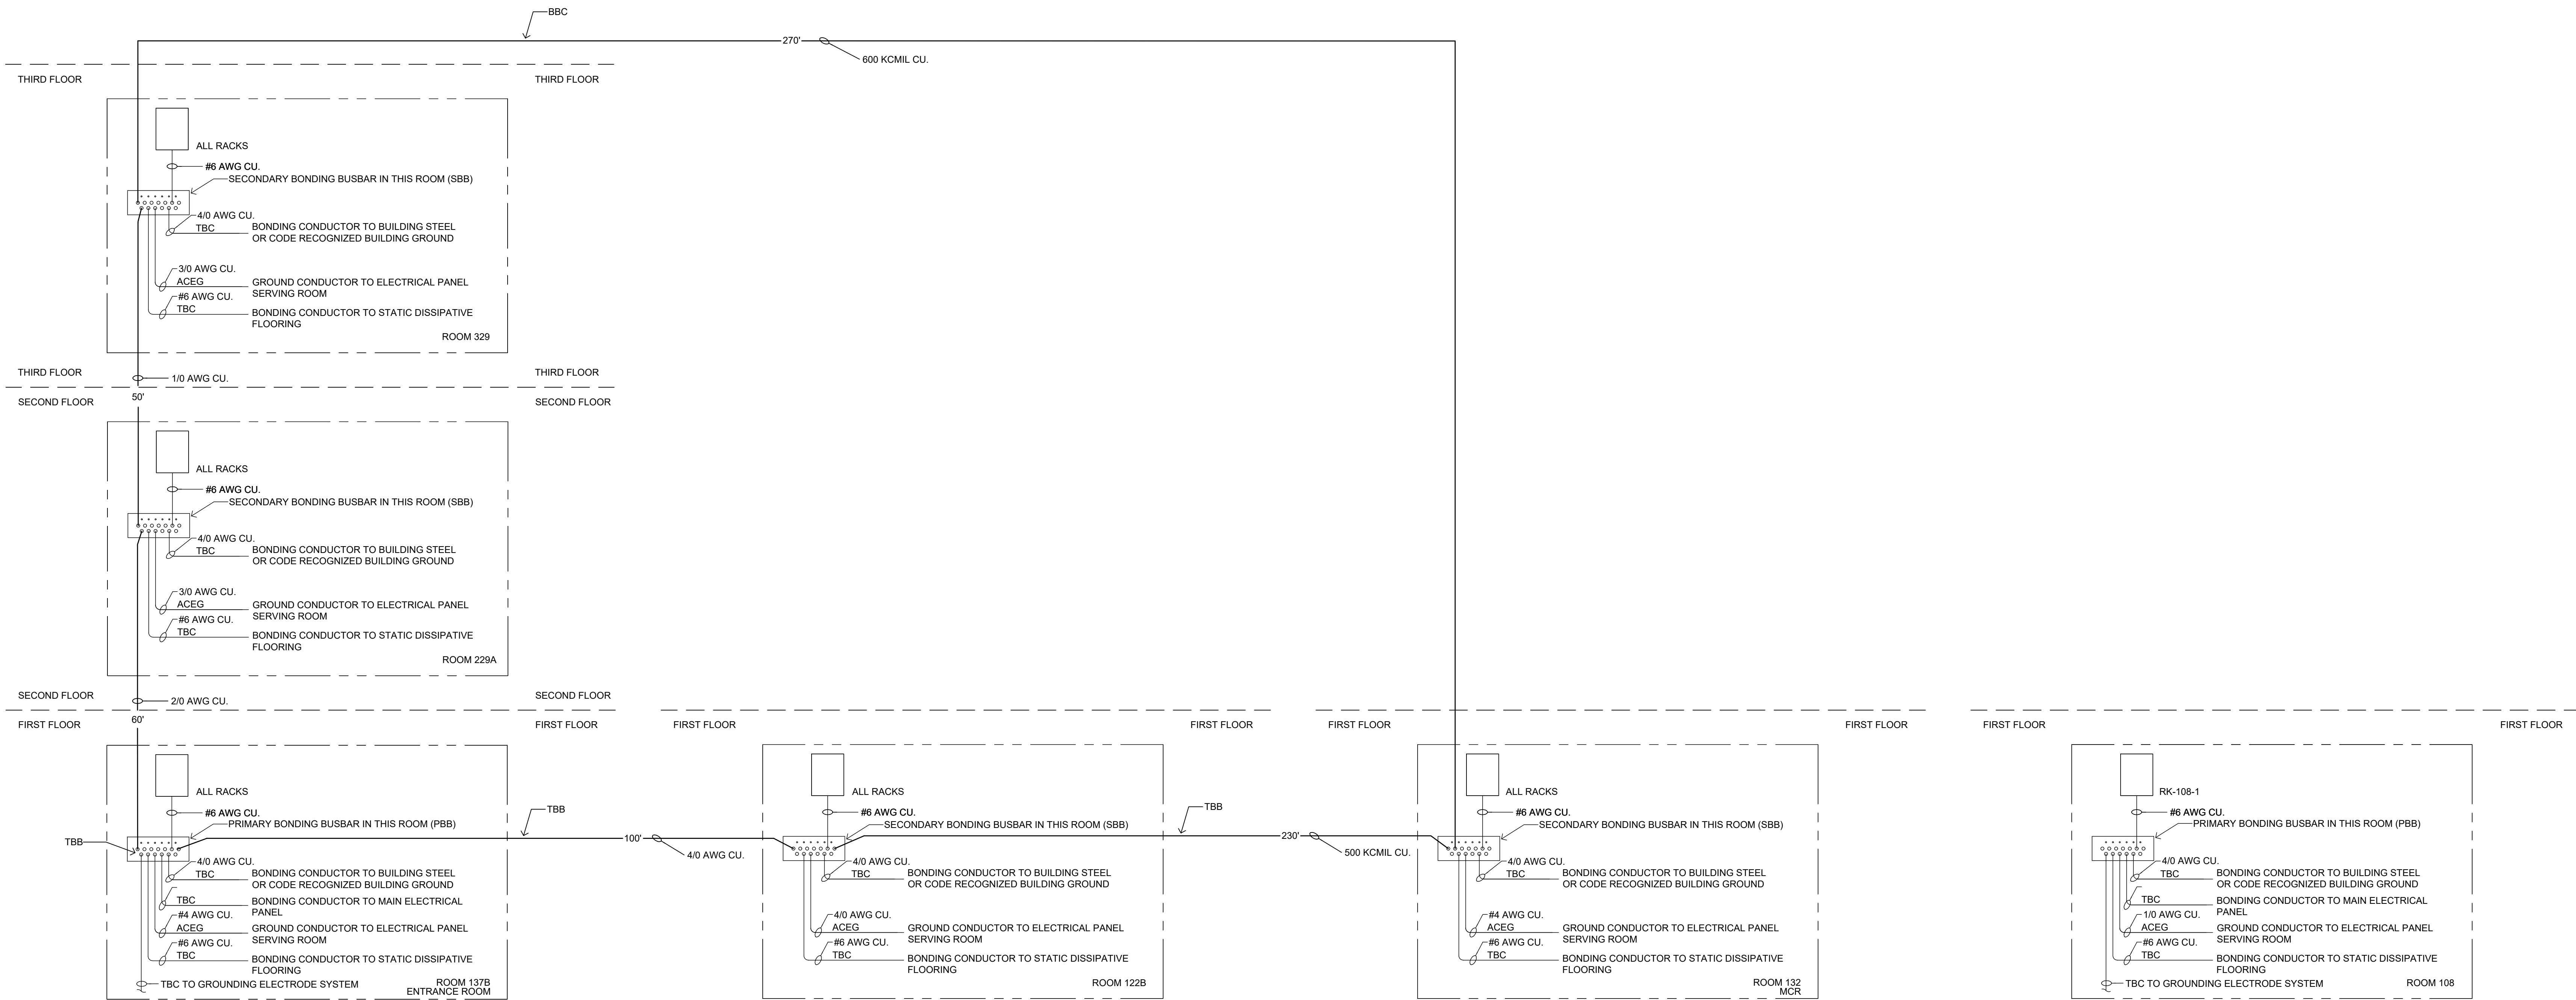 BBC
270'
600 KCMIL CU.
THIRD FLOOR
THIRD FLOOR
ALL RACKS
#6 AWG CU.
SECONDARY BONDING BUSBAR IN THIS ROOM (SBB)
4/0 AWG CU.
TBC
BONDING CONDUCTOR TO BUILDING STEEL
OR CODE RECOGNIZED BUILDING GROUND
3/0 AWG CU.
ACEG
GROUND CONDUCTOR TO ELECTRICAL PANEL
SERVING ROOM
#6 AWG CU.
TBC
BONDING CONDUCTOR TO STATIC DISSIPATIVE
FLOORING
ROOM 329
THIRD FLOOR
THIRD FLOOR
1/0 AWG CU.
50'
SECOND FLOOR
SECOND FLOOR
ALL RACKS
#6 AWG CU.
SECONDARY BONDING BUSBAR IN THIS ROOM (SBB)
4/0 AWG CU.
TBC
BONDING CONDUCTOR TO BUILDING STEEL
OR CODE RECOGNIZED BUILDING GROUND
3/0 AWG CU.
ACEG
GROUND CONDUCTOR TO ELECTRICAL PANEL
SERVING ROOM
#6 AWG CU.
TBC
BONDING CONDUCTOR TO STATIC DISSIPATIVE
FLOORING
ROOM 229A
SECOND FLOOR
SECOND FLOOR
2/0 AWG CU.
60'
FIRST FLOOR
FIRST FLOOR
ALL RACKS
#6 AWG CU.
PRIMARY BONDING BUSBAR IN THIS ROOM (PBB)
TBB
TBB
100'
4/0 AWG CU.
4/0 AWG CU.
TBC
BONDING CONDUCTOR TO BUILDING STEEL
OR CODE RECOGNIZED BUILDING GROUND
TBC
BONDING CONDUCTOR TO MAIN ELECTRICAL
PANEL
#4 AWG CU.
ACEG
GROUND CONDUCTOR TO ELECTRICAL PANEL
SERVING ROOM
#6 AWG CU.
TBC
BONDING CONDUCTOR TO STATIC DISSIPATIVE
FLOORING
TBC TO GROUNDING ELECTRODE SYSTEM
ROOM 137B
ENTRANCE ROOM
FIRST FLOOR
FIRST FLOOR
ALL RACKS
#6 AWG CU.
SECONDARY BONDING BUSBAR IN THIS ROOM (SBB)
TBB
230'
500 KCMIL CU.
4/0 AWG CU.
TBC
BONDING CONDUCTOR TO BUILDING STEEL
OR CODE RECOGNIZED BUILDING GROUND
4/0 AWG CU.
ACEG
GROUND CONDUCTOR TO ELECTRICAL PANEL
SERVING ROOM
#6 AWG CU.
TBC
BONDING CONDUCTOR TO STATIC DISSIPATIVE
FLOORING
ROOM 122B
FIRST FLOOR
FIRST FLOOR
ALL RACKS
#6 AWG CU.
SECONDARY BONDING BUSBAR IN THIS ROOM (SBB)
4/0 AWG CU.
TBC
BONDING CONDUCTOR TO BUILDING STEEL
OR CODE RECOGNIZED BUILDING GROUND
#4 AWG CU.
ACEG
GROUND CONDUCTOR TO ELECTRICAL PANEL
SERVING ROOM
#6 AWG CU.
TBC
BONDING CONDUCTOR TO STATIC DISSIPATIVE
FLOORING
ROOM 132
MCR
FIRST FLOOR
FIRST FLOOR
RK-108-1
#6 AWG CU.
PRIMARY BONDING BUSBAR IN THIS ROOM (PBB)
4/0 AWG CU.
TBC
BONDING CONDUCTOR TO BUILDING STEEL
OR CODE RECOGNIZED BUILDING GROUND
TBC
BONDING CONDUCTOR TO MAIN ELECTRICAL
PANEL
1/0 AWG CU.
ACEG
GROUND CONDUCTOR TO ELECTRICAL PANEL
SERVING ROOM
#6 AWG CU.
TBC
BONDING CONDUCTOR TO STATIC DISSIPATIVE
FLOORING
TBC TO GROUNDING ELECTRODE SYSTEM
ROOM 108